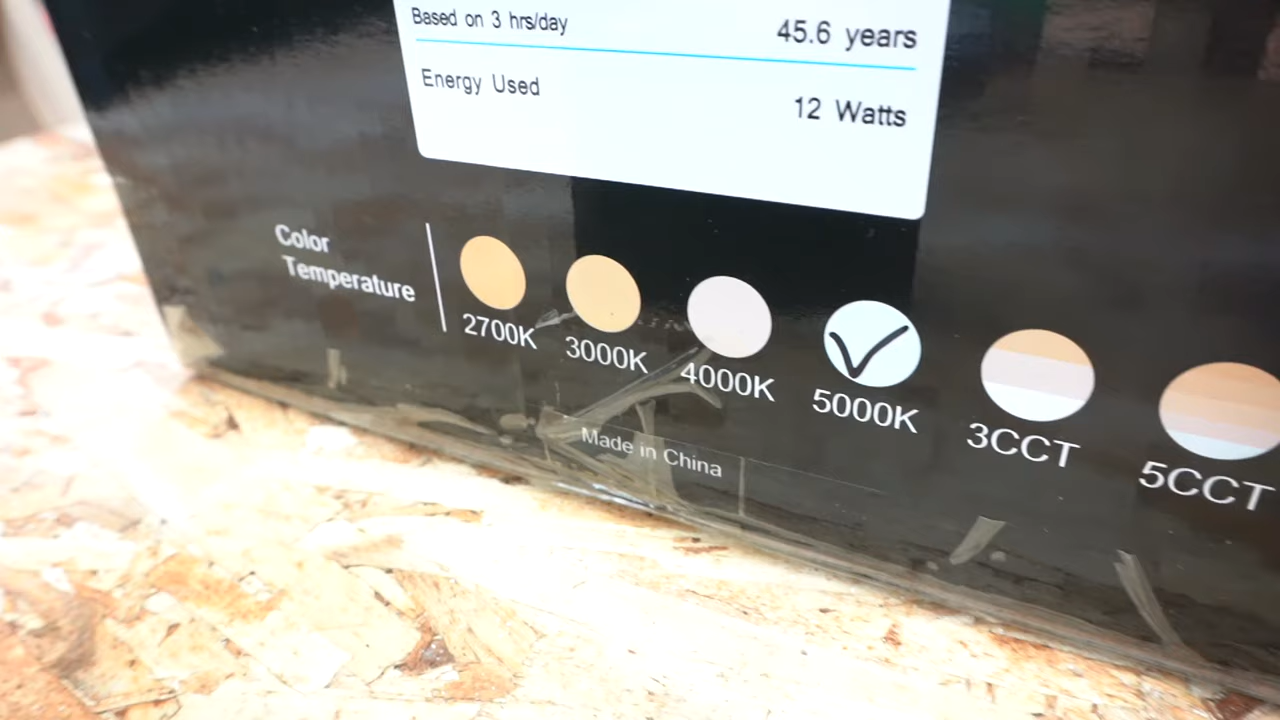 Based on 3 hrs/day 45.6 years
Energy Used 12 Watts
Color
Temperature
2700K 3000K 4000K 5000K 3CCT 5CCT
Made in China